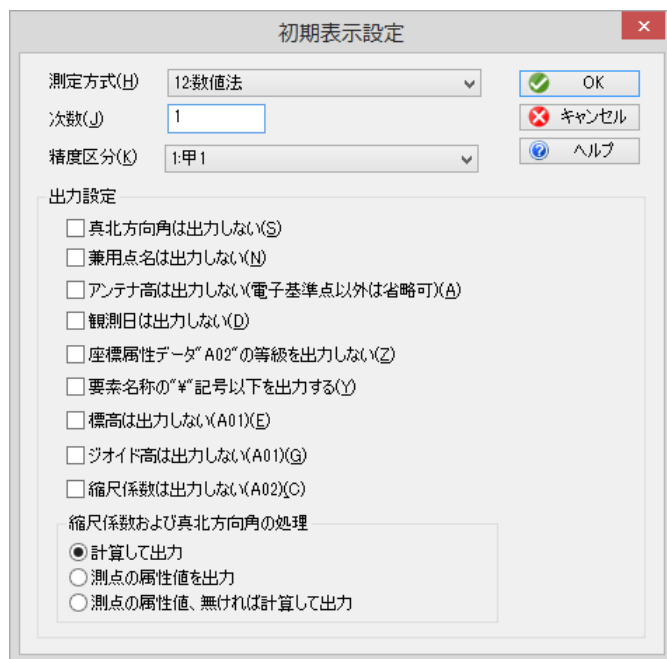 初期表示設定
測定方式(H) 12:数値法 OK
次数(J) 1 キャンセル
精度区分(K) 1:甲1 ヘルプ
出力設定
真北方向角は出力しない(S)
兼用点名は出力しない(N)
アンテナ高は出力しない(電子基準点以外は省略可)(A)
観測日は出力しない(D)
座標属性データ"A02"の等級を出力しない(Z)
要素名称の"¥"記号以下を出力する(Y)
標高は出力しない(A01)(E)
ジオイド高は出力しない(A01)(G)
縮尺係数は出力しない(A02)(C)
縮尺係数および真北方向角の処理
計算して出力
測点の属性値を出力
測点の属性値、無ければ計算して出力